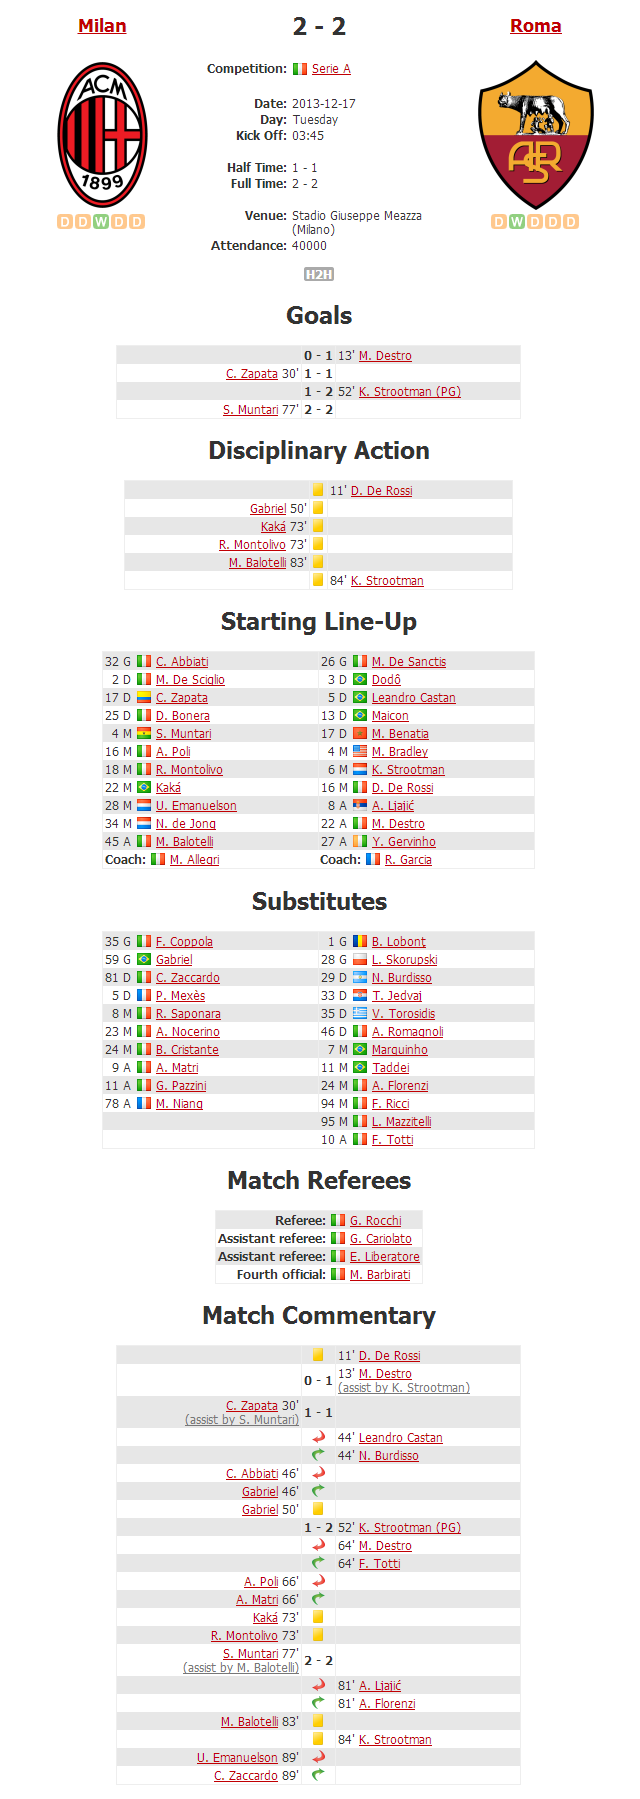 Milan 2 - 2 Roma
Competition: Serie A
ACM
1899
ASR
Date: 2013-12-17
Day: Tuesday
Kick Off: 03:45
Half Time: 1 - 1
Full Time: 2 - 2
Venue: Stadio Giuseppe Meazza
(Milano)
D D W D D
D W D D D
Attendance: 40000
H2H
Goals
0 - 1 13' M. Destro
C. Zapata 30' 1 - 1
1 - 2 52' K. Strootman (PG)
S. Muntari 77' 2 - 2
Disciplinary Action
11' D. De Rossi
Gabriel 50'
Kaká 73'
R. Montolivo 73'
M. Balotelli 83'
84' K. Strootman
Starting Line-Up
32 G C. Abbiati 26 G M. De Sanctis
2 D M. De Sciglio 3 D Dodô
17 D C. Zapata 5 D Leandro Castan
25 D D. Bonera 13 D Maicon
4 M S. Muntari 17 D M. Benatia
16 M A. Poli 4 M M. Bradley
18 M R. Montolivo 6 M K. Strootman
22 M Kaká 16 M D. De Rossi
28 M U. Emanuelson 8 A A. Ljajić
34 M N. de Jong 22 A M. Destro
45 A M. Balotelli 27 A Y. Gervinho
Coach: M. Allegri Coach: R. Garcia
Substitutes
35 G F. Coppola 1 G B. Lobonţ
59 G Gabriel 28 G L. Skorupski
81 D C. Zaccardo 29 D N. Burdisso
5 D P. Mexès 33 D T. Jedvaj
8 M R. Saponara 35 D V. Torosidis
23 M A. Nocerino 46 D A. Romagnoli
24 M B. Cristante 7 M Marquinho
9 A A. Matri 11 M Taddei
11 A G. Pazzini 24 M A. Florenzi
78 A M. Niang 94 M F. Ricci
95 M L. Mazzitelli
10 A F. Totti
Match Referees
Referee: G. Rocchi
Assistant referee: G. Cariolato
Assistant referee: E. Liberatore
Fourth official: M. Barbirati
Match Commentary
11' D. De Rossi
0 - 1 13' M. Destro
(assist by K. Strootman)
C. Zapata 30' 1 - 1
(assist by S. Muntari)
44' Leandro Castan
44' N. Burdisso
C. Abbiati 46'
Gabriel 46'
Gabriel 50'
1 - 2 52' K. Strootman (PG)
64' M. Destro
64' F. Totti
A. Poli 66'
A. Matri 66'
Kaká 73'
R. Montolivo 73'
S. Muntari 77' 2 - 2
(assist by M. Balotelli)
81' A. Ljajić
81' A. Florenzi
M. Balotelli 83'
84' K. Strootman
U. Emanuelson 89'
C. Zaccardo 89'